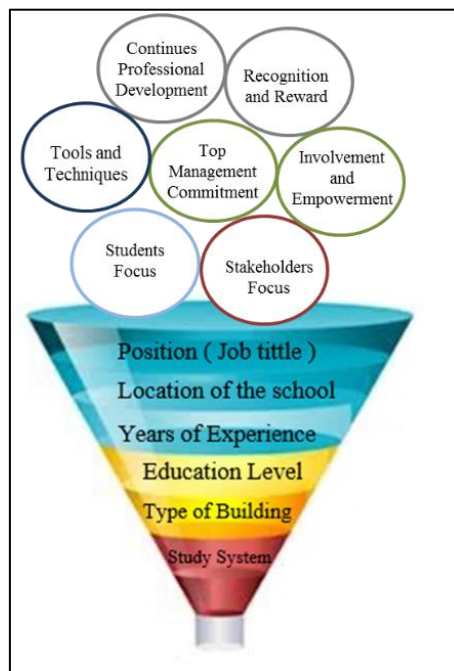 Continues
Professional
Development
Recognition
and Reward
Tools and
Techniques
Top
Management
Commitment
Involvement
and
Empowerment
Students
Focus
Stakeholders
Focus
Position ( Job tittle )
Location of the school
Years of Experience
Education Level
Type of Building
Study System